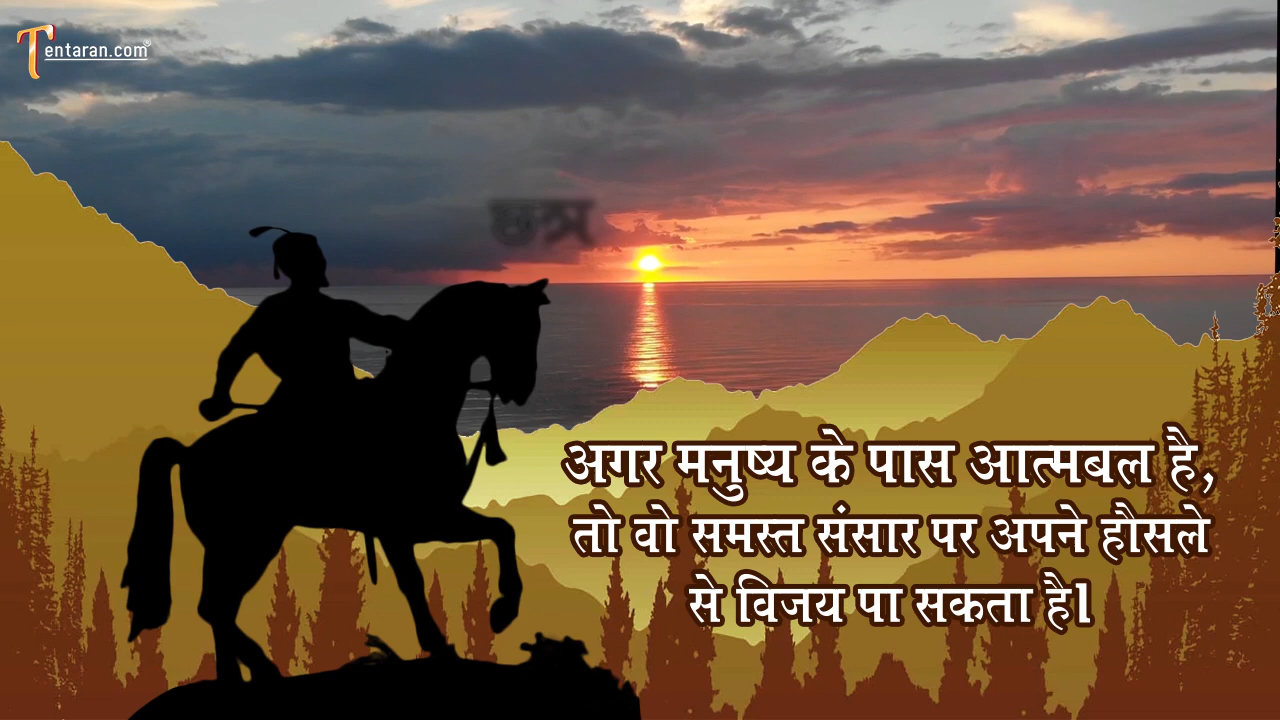 Tentaran.com
अगर मनुष्य के पास आत्मबल है,
तो वो समस्त संसार पर अपने हौसले
से विजय पा सकता है।